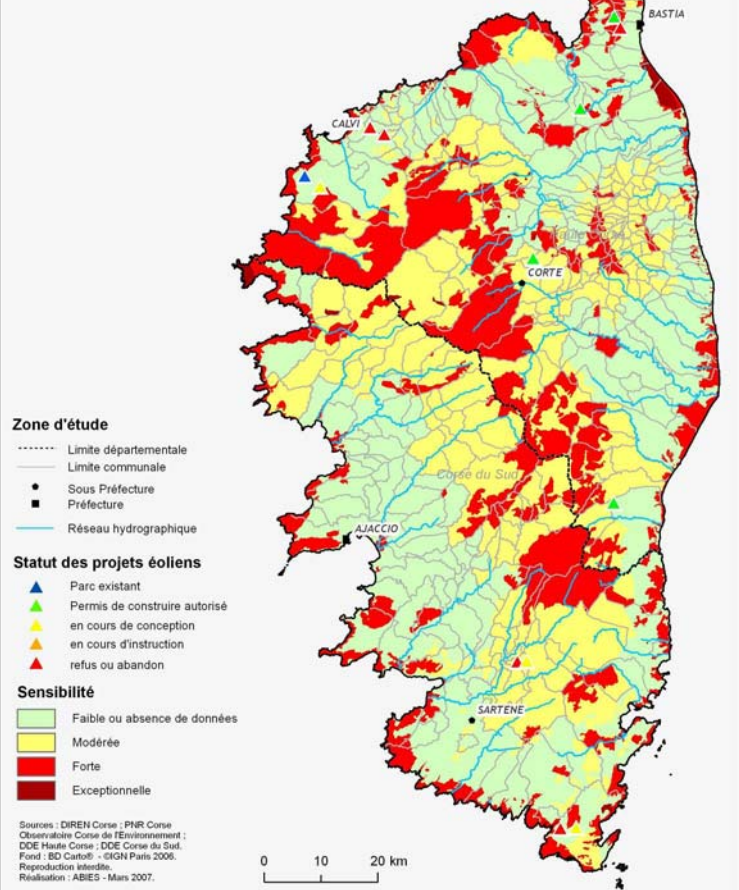 BASTIA
CALVI
Haute Corse
CORTE
Zone d'étude
Limite départementale
Limite communale
Sous Préfecture
Préfecture
Réseau hydrographique
Corse du Sud
AJACCIO
Statut des projets éoliens
Parc existant
Permis de construire autorisé
en cours de conception
en cours d'instruction
refus ou abandon
Sensibilité
Faible ou absence de données
Modérée
Forte
Exceptionnelle
SARTENE
Sources : DIREN Corse ; PNR Corse
Observatoire Corse de l'Environnement ;
DDE Haute Corse ; DDE Corse du Sud.
Fond : BD Carto® - ©IGN Paris 2006.
Reproduction interdite.
Réalisation : ABIES - Mars 2007.
0 10 20 km